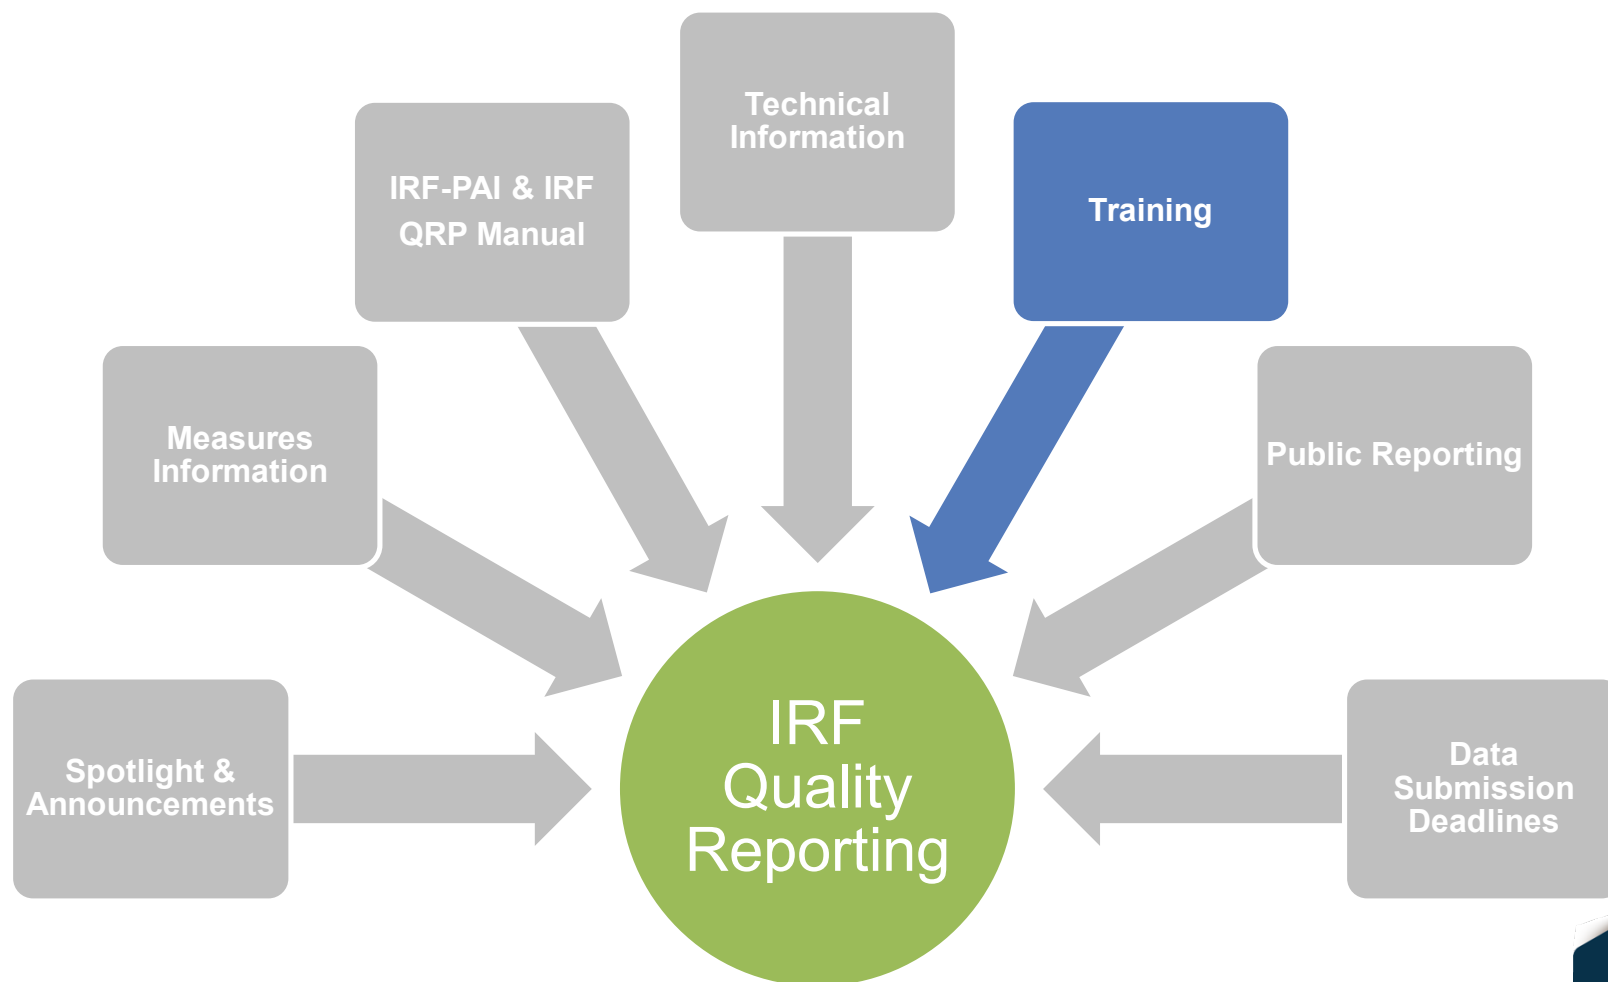 Technical
Information
IRF-PAI & IRF
QRP Manual
Training
Measures
Information
Public Reporting
Spotlight &
Announcements
IRF
Quality
Reporting
Data
Submission
Deadlines